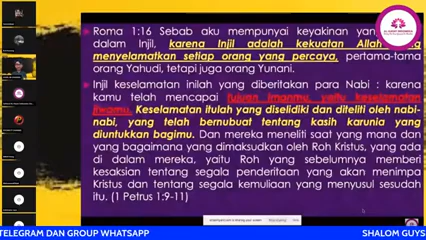 Roma 1:16 Sebab aku mempunyai keyakinan
dalam Injil, karena Injil adalah kekuatan Allah
menyelamatkan setiap orang yang percaya, pertama-tama
orang Yahudi, tetapi juga orang Yunani.
Injil keselamatan inilah yang diberitakan para Nabi : karena
kamu telah mencapai tujuan imanmu, yaitu keselamatan
jiwamu. Keselamatan itulah yang diselidiki dan diteliti oleh nabi-
nabi, yang telah bernubuat tentang kasih karunia yang
diuntukkan bagimu. Dan mereka meneliti saat yang mana dan
yang bagaimana yang dimaksudkan oleh Roh Kristus, yang ada
di dalam mereka, yaitu Roh yang sebelumnya memberi
kesaksian tentang segala penderitaan yang akan menimpa
Kristus dan tentang segala kemuliaan yang menyusul sesudah
itu. (1 Petrus 1:9-11)
TELEGRAM DAN GROUP WHATSAPP
SHALOM GUYS